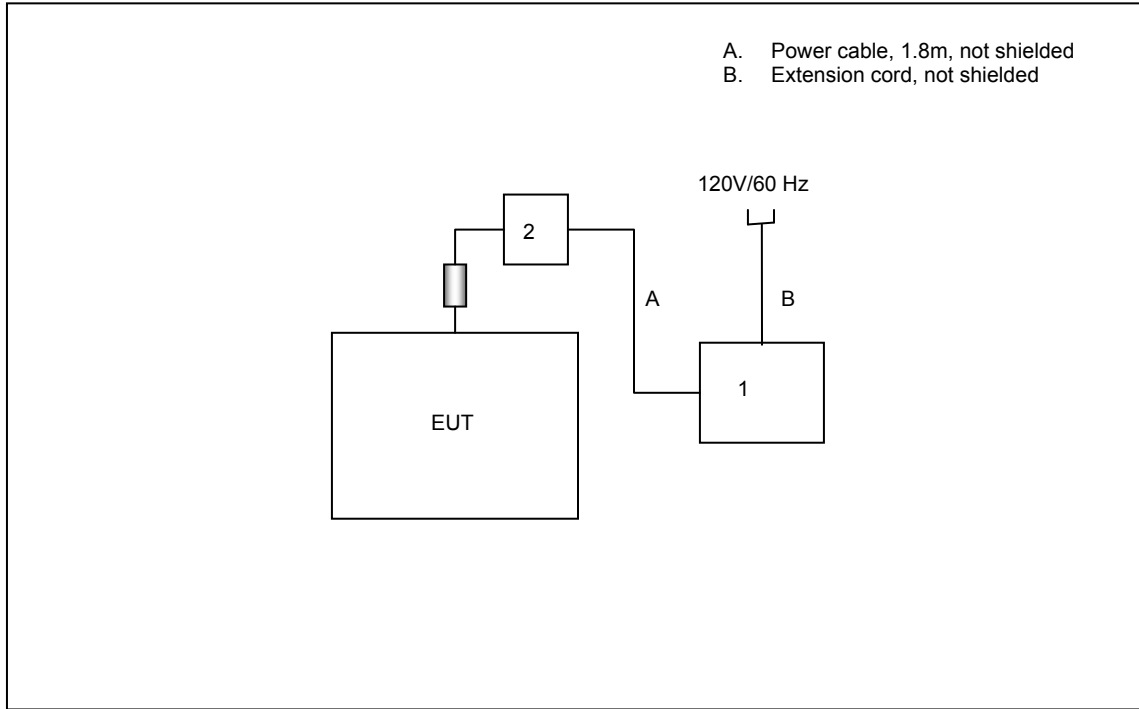 A. Power cable, 1.8m, not shielded
B. Extension cord, not shielded
120V/60 Hz
2
A
B
1
EUT